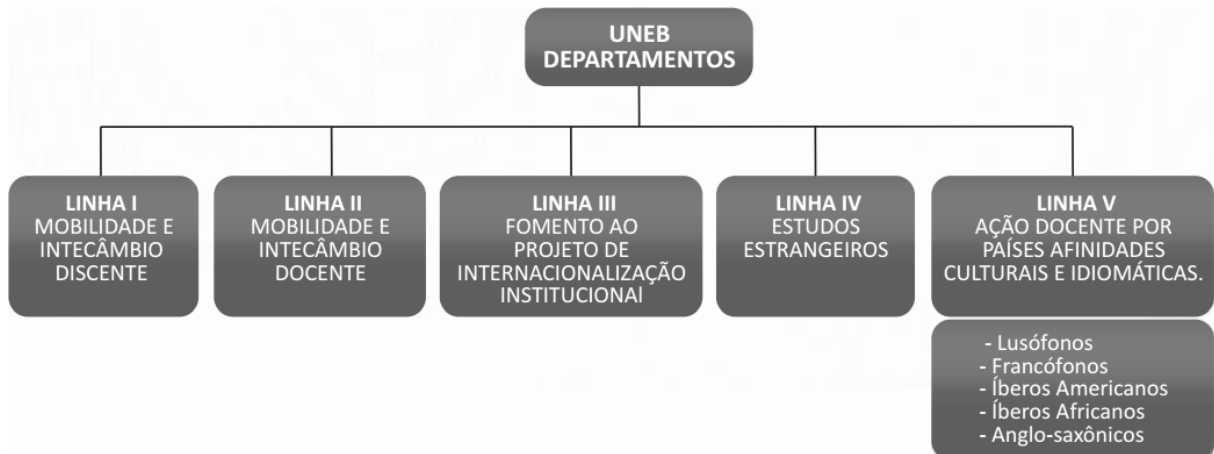 UNEB
DEPARTAMENTOS
LINHA I
MOBILIDADE E
INTECÂMBIO
DISCENTE
LINHA II
MOBILIDADE E
INTECÂMBIO
DOCENTE
LINHA III
FOMENTO AO
PROJETO DE
INTERNACIONALIZAÇÃO
INSTITUCIONAl
LINHA IV
ESTUDOS
ESTRANGEIROS
LINHA V
AÇÃO DOCENTE POR
PAÍSES AFINIDADES
CULTURAIS E IDIOMÁTICAS.
- Lusófonos
- Francófonos
- Íberos Americanos
- Íberos Africanos
- Anglo-saxônicos